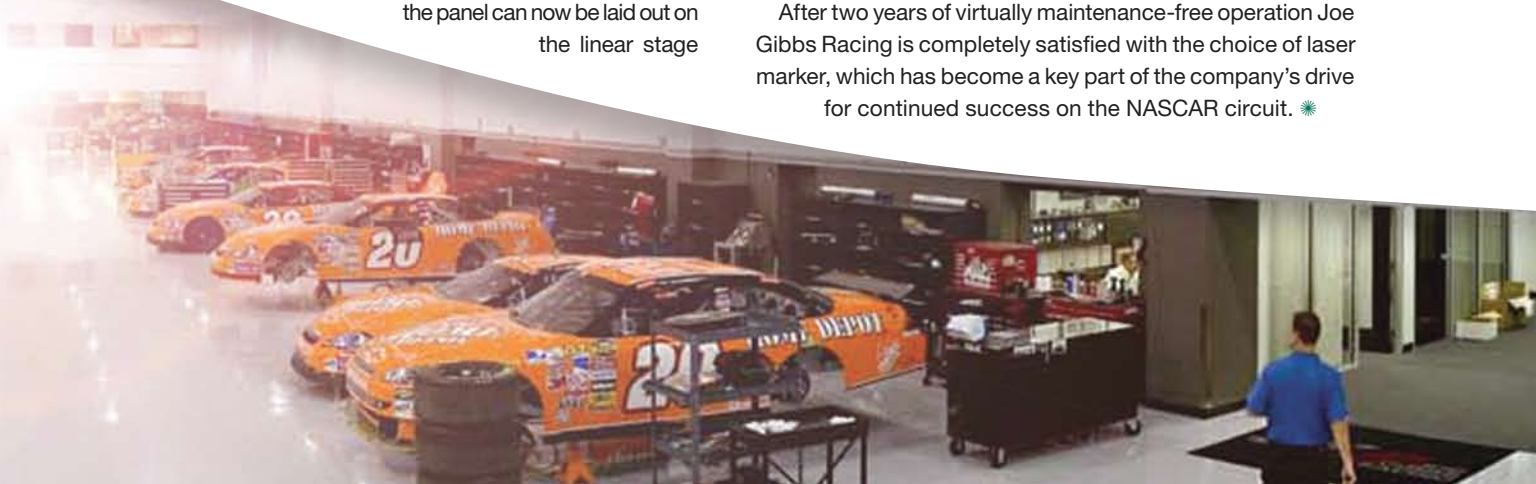 the panel can now be laid out on
the linear stage
After two years of virtually maintenance-free operation Joe
Gibbs Racing is completely satisfied with the choice of laser
marker, which has become a key part of the company’s drive
for continued success on the NASCAR circuit.
20
20
DEPOT
20